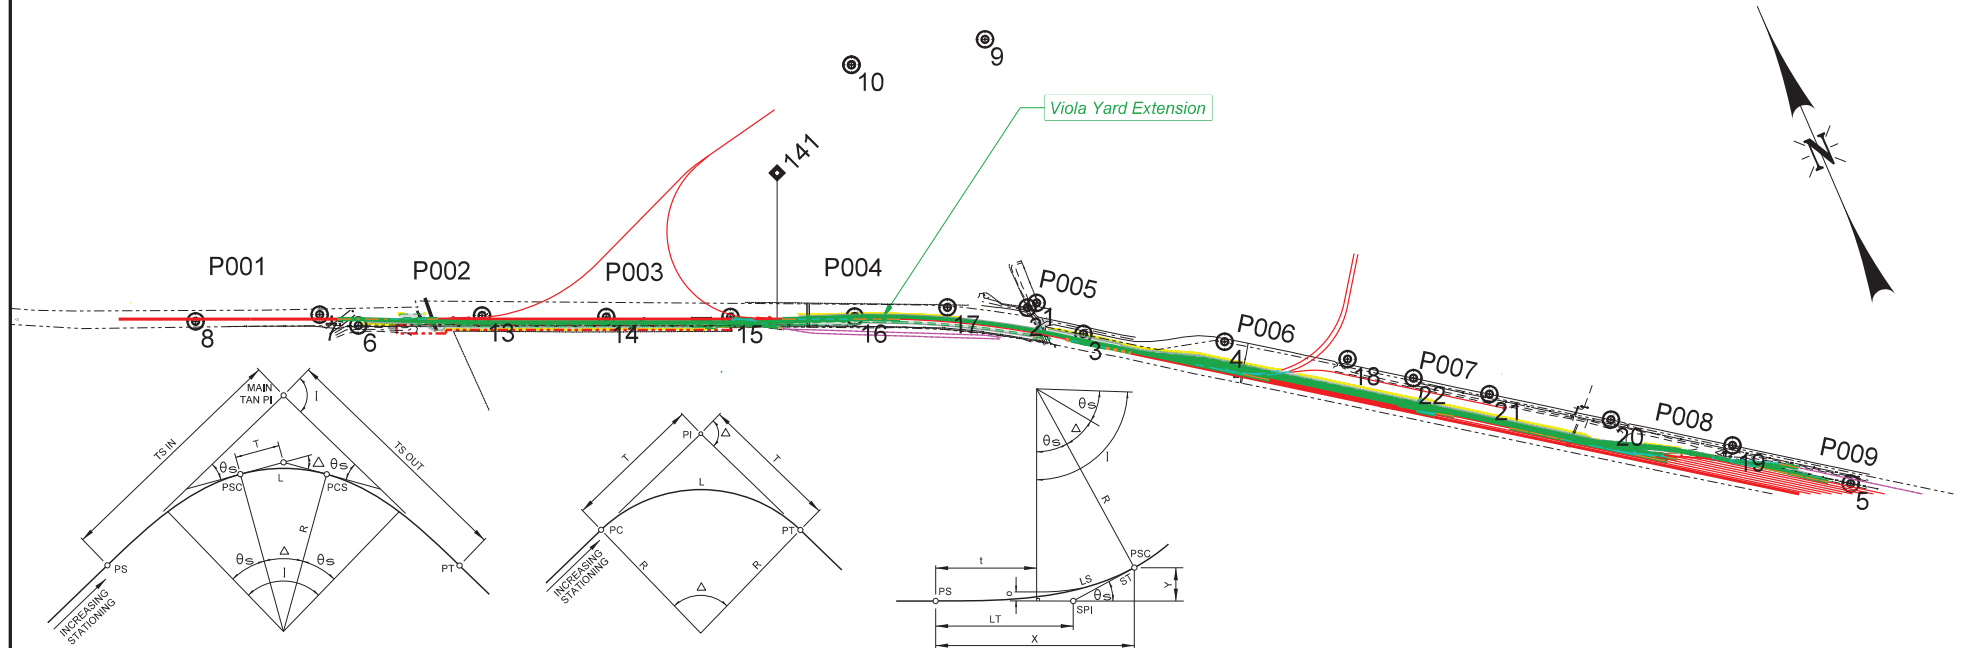 9
10
Viola Yard Extension
141
N
P001
P002
P003
P004
P005
P006
P007
P008
P009
8
7
6
13
14
15
16
17
2
1
3
4
18
22
21
20
19
5
MAIN
TAN PI
I
TS IN
TS OUT
T
θs
Δ
θs
PSC
L
PCS
R
θs
Δ
θs
I
PS
PT
INCREASING
STATIONING
PI
Δ
T
T
L
PC
PT
R
R
Δ
INCREASING
STATIONING
θs
θs
Δ
I
R
PSC
t
PS
o
LS
ST
Y
θs
SPI
LT
X